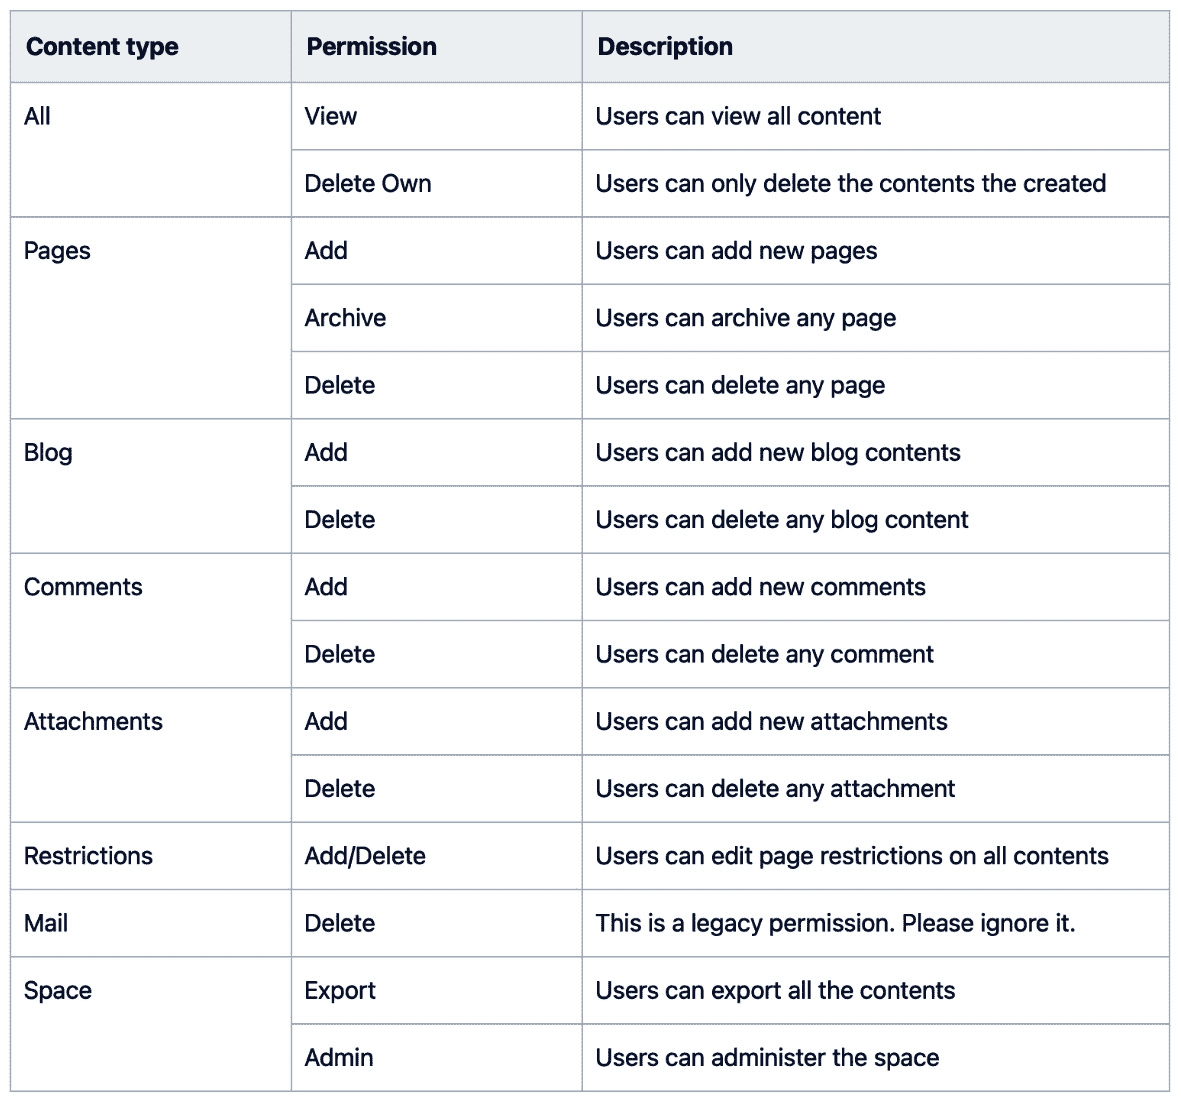 Content type Permission Description
All View Users can view all content
Delete Own Users can only delete the contents the created
Pages Add Users can add new pages
Archive Users can archive any page
Delete Users can delete any page
Blog Add Users can add new blog contents
Delete Users can delete any blog content
Comments Add Users can add new comments
Delete Users can delete any comment
Attachments Add Users can add new attachments
Delete Users can delete any attachment
Restrictions Add/Delete Users can edit page restrictions on all contents
Mail Delete This is a legacy permission. Please ignore it.
Space Export Users can export all the contents
Admin Users can administer the space